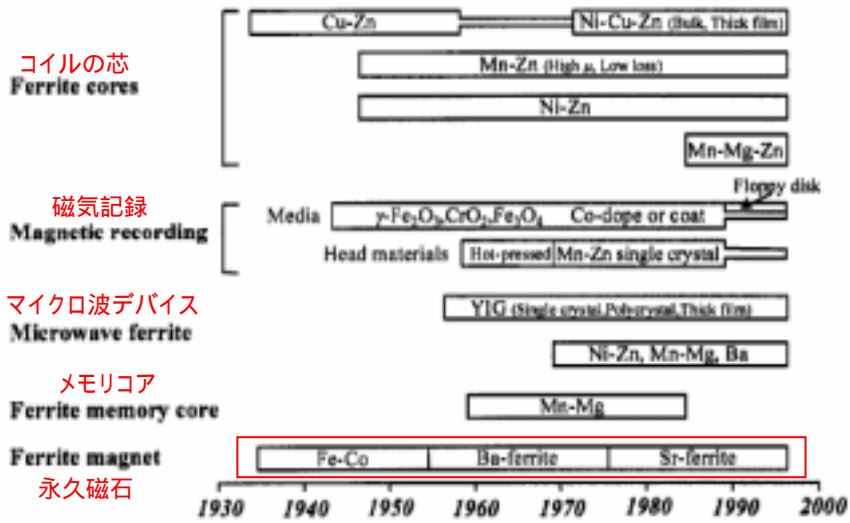 Cu-Zn
Ni-Cu-Zn (Bulk, Thick film)
コイルの芯
Ferrite cores
Mn-Zn (High μ, Low loss)
Ni-Zn
Mn-Mg-Zn
Floppy disk
磁気記録
Magnetic recording
Media
γ-Fe₂O₃,CrO₂,Fe₃O₄ Co-dope or coat
Head materials
Hot-pressed
Mn-Zn single crystal
マイクロ波デバイス
Microwave ferrite
YIG (Single crystal,Polycrystal,Thick film)
Ni-Zn, Mn-Mg, Ba
メモリコア
Ferrite memory core
Mn-Mg
Ferrite magnet
永久磁石
Fe-Co
Ba-ferrite
Sr-ferrite
1930 1940 1950 1960 1970 1980 1990 2000